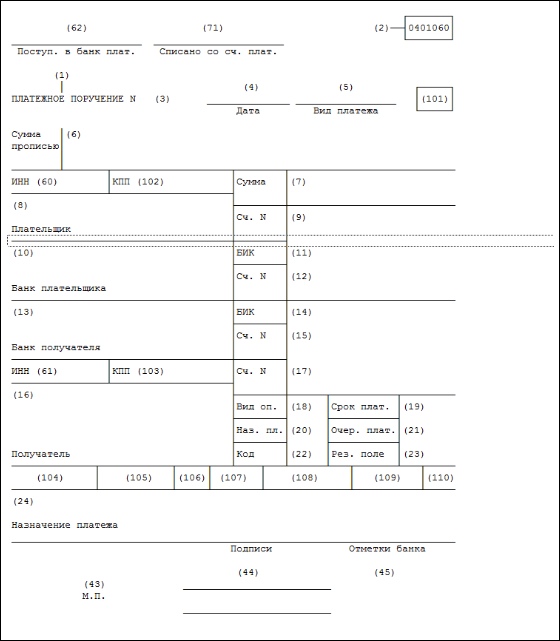 (62) (71) (2) 0401060
Поступ. в банк плат. Списано со сч. плат.
(1) (4) (5)
ПЛАТЕЖНОЕ ПОРУЧЕНИЕ N (3) (101)
Дата Вид платежа
Сумма (6)
прописью
ИНН (60) КПП (102) Сумма (7)
(8)
Сч. N (9)
Плательщик
(10) БИК (11)
Сч. N (12)
Банк плательщика
(13) БИК (14)
Сч. N (15)
Банк получателя
ИНН (61) КПП (103) Сч. N (17)
(16)
Вид оп. (18) Срок плат. (19)
Наз. пл. (20) Очер. плат. (21)
Получатель Код (22) Рез. поле (23)
(104) (105) (106) (107) (108) (109) (110)
(24)
Назначение платежа
Подписи Отметки банка
(44) (45)
(43)
М.П.